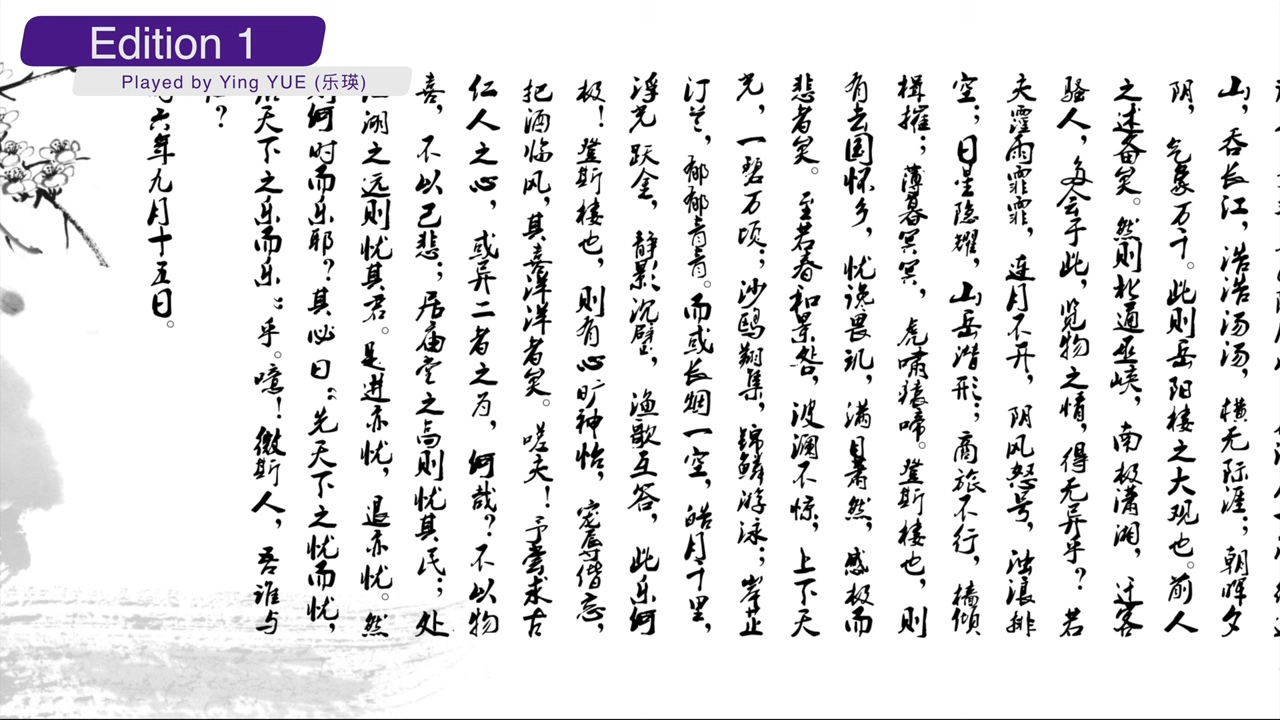 Edition 1
Played by Ying YUE (乐瑛)
山，吞长江，浩浩汤汤，横无际涯；朝晖夕
阴，气象万千。此则岳阳楼之大观也。前人
之述备矣。然则北通巫峡，南极潇湘，迁客
骚人，多会于此，览物之情，得无异乎？若
夫霪雨霏霏，连月不开，阴风怒号，浊浪排
空；日星隐耀，山岳潜形；商旅不行，樯倾
楫摧；薄暮冥冥，虎啸猿啼。登斯楼也，则
有去国怀乡，忧谗畏讥，满目萧然，感极而
悲者矣。至若春和景明，波澜不惊，上下天
光，一碧万顷；沙鸥翔集，锦鳞游泳；岸芷
汀兰，郁郁青青。而或长烟一空，皓月千里，
浮光跃金，静影沉璧，渔歌互答，此乐何
极！登斯楼也，则有心旷神怡，宠辱偕忘，
把酒临风，其喜洋洋者矣。嗟夫！予尝求古
仁人之心，或异二者之为，何哉？不以物
喜，不以己悲；居庙堂之高则忧其民；处
江湖之远则忧其君。是进亦忧，退亦忧。然
则何时而乐耶？其必曰：先天下之忧而忧，
天下之乐而乐；乎。噫！微斯人，吾谁与
？
六年九月十五日。